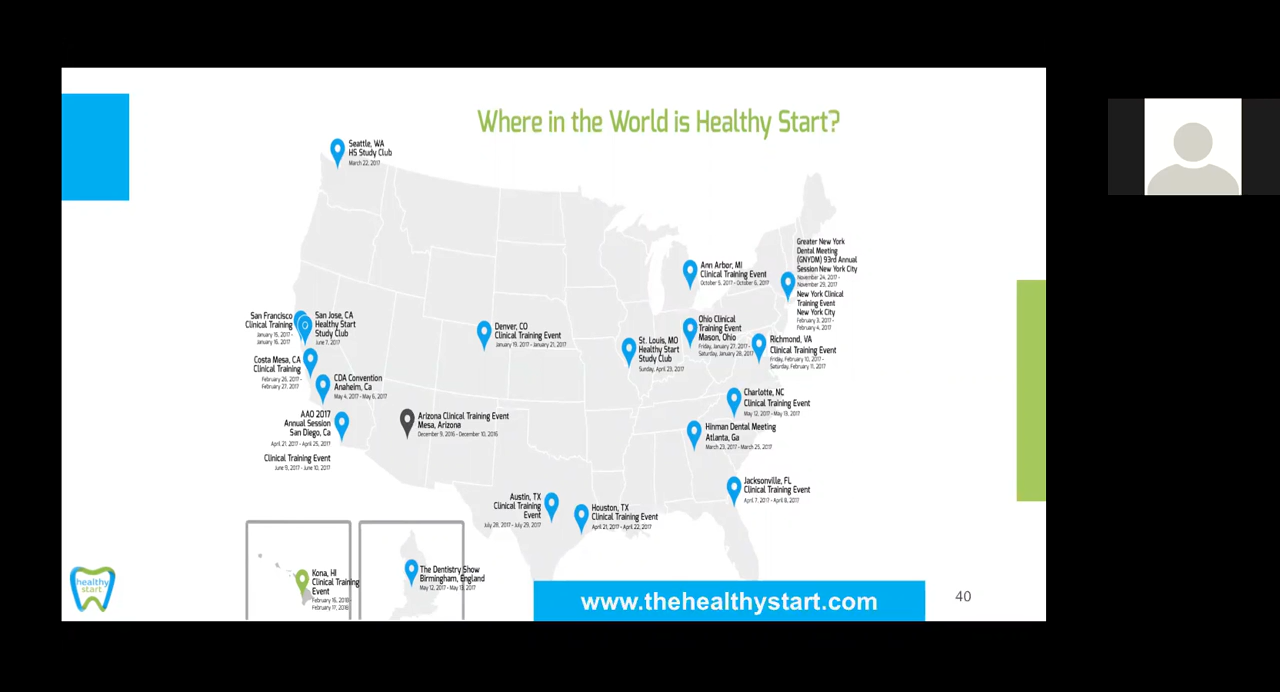 Where in the World is Healthy Start?
Seattle, WA
HS Study Club
March 22, 2017
Greater New York
Dental Meeting
(GNYDM) 93rd Annual
Session New York City
November 24, 2017 -
November 29, 2017
New York Clinical
Training Event
New York City
February 3, 2017 -
February 4, 2017
Ann Arbor, MI
Clinical Training Event
October 5, 2017 - October 6, 2017
San Francisco
Clinical Training
January 15, 2017 -
January 16, 2017
San Jose, CA
Healthy Start
Study Club
June 7, 2017
Denver, CO
Clinical Training Event
January 19, 2017 - January 21, 2017
St. Louis, MO
Healthy Start
Study Club
Sunday, April 23, 2017
Ohio Clinical
Training Event
Mason, Ohio
Friday, January 27, 2017 -
Saturday, January 28, 2017
Richmond, VA
Clinical Training Event
Friday, February 10, 2017 -
Saturday, February 11, 2017
Costa Mesa, CA
Clinical Training
February 26, 2017 -
February 27, 2017
CDA Convention
Anaheim, Ca
May 4, 2017 - May 6, 2017
Charlotte, NC
Clinical Training Event
May 12, 2017 - May 13, 2017
AAO 2017
Annual Session
San Diego, Ca
April 21, 2017 - April 25, 2017
Clinical Training Event
June 9, 2017 - June 10, 2017
Arizona Clinical Training Event
Mesa, Arizona
December 9, 2016 - December 10, 2016
Hinman Dental Meeting
Atlanta, Ga
March 23, 2017 - March 25, 2017
Jacksonville, FL
Clinical Training Event
April 7, 2017 - April 8, 2017
Austin, TX
Clinical Training
Event
July 28, 2017 - July 29, 2017
Houston, TX
Clinical Training Event
April 21, 2017 - April 22, 2017
Kona, HI
Clinical Training
Event
February 16, 2018 -
February 17, 2018
The Dentistry Show
Birmingham, England
May 12, 2017 - May 13, 2017
healthy
start
www.thehealthystart.com
40